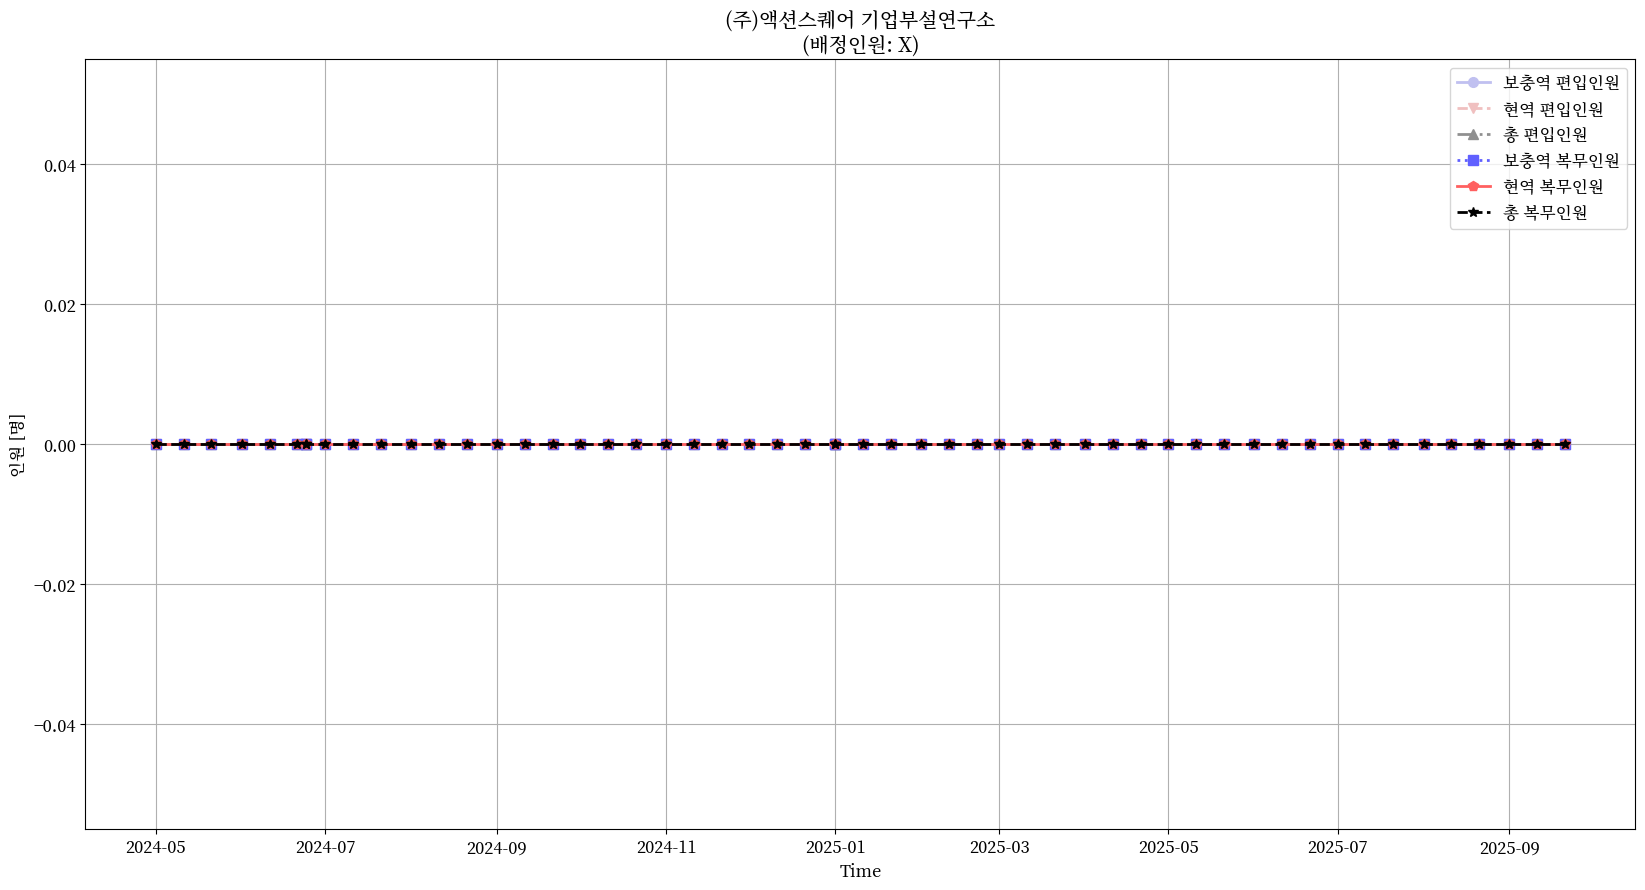 (주)액션스퀘어 기업부설연구소
(배정인원: X)
보충역 편입인원
현역 편입인원
총 편입인원
보충역 복무인원
현역 복무인원
총 복무인원
인원 [명]
0.04
0.02
0.00
−0.02
−0.04
2024-05
2024-07
2024-09
2024-11
2025-01
2025-03
2025-05
2025-07
2025-09
Time